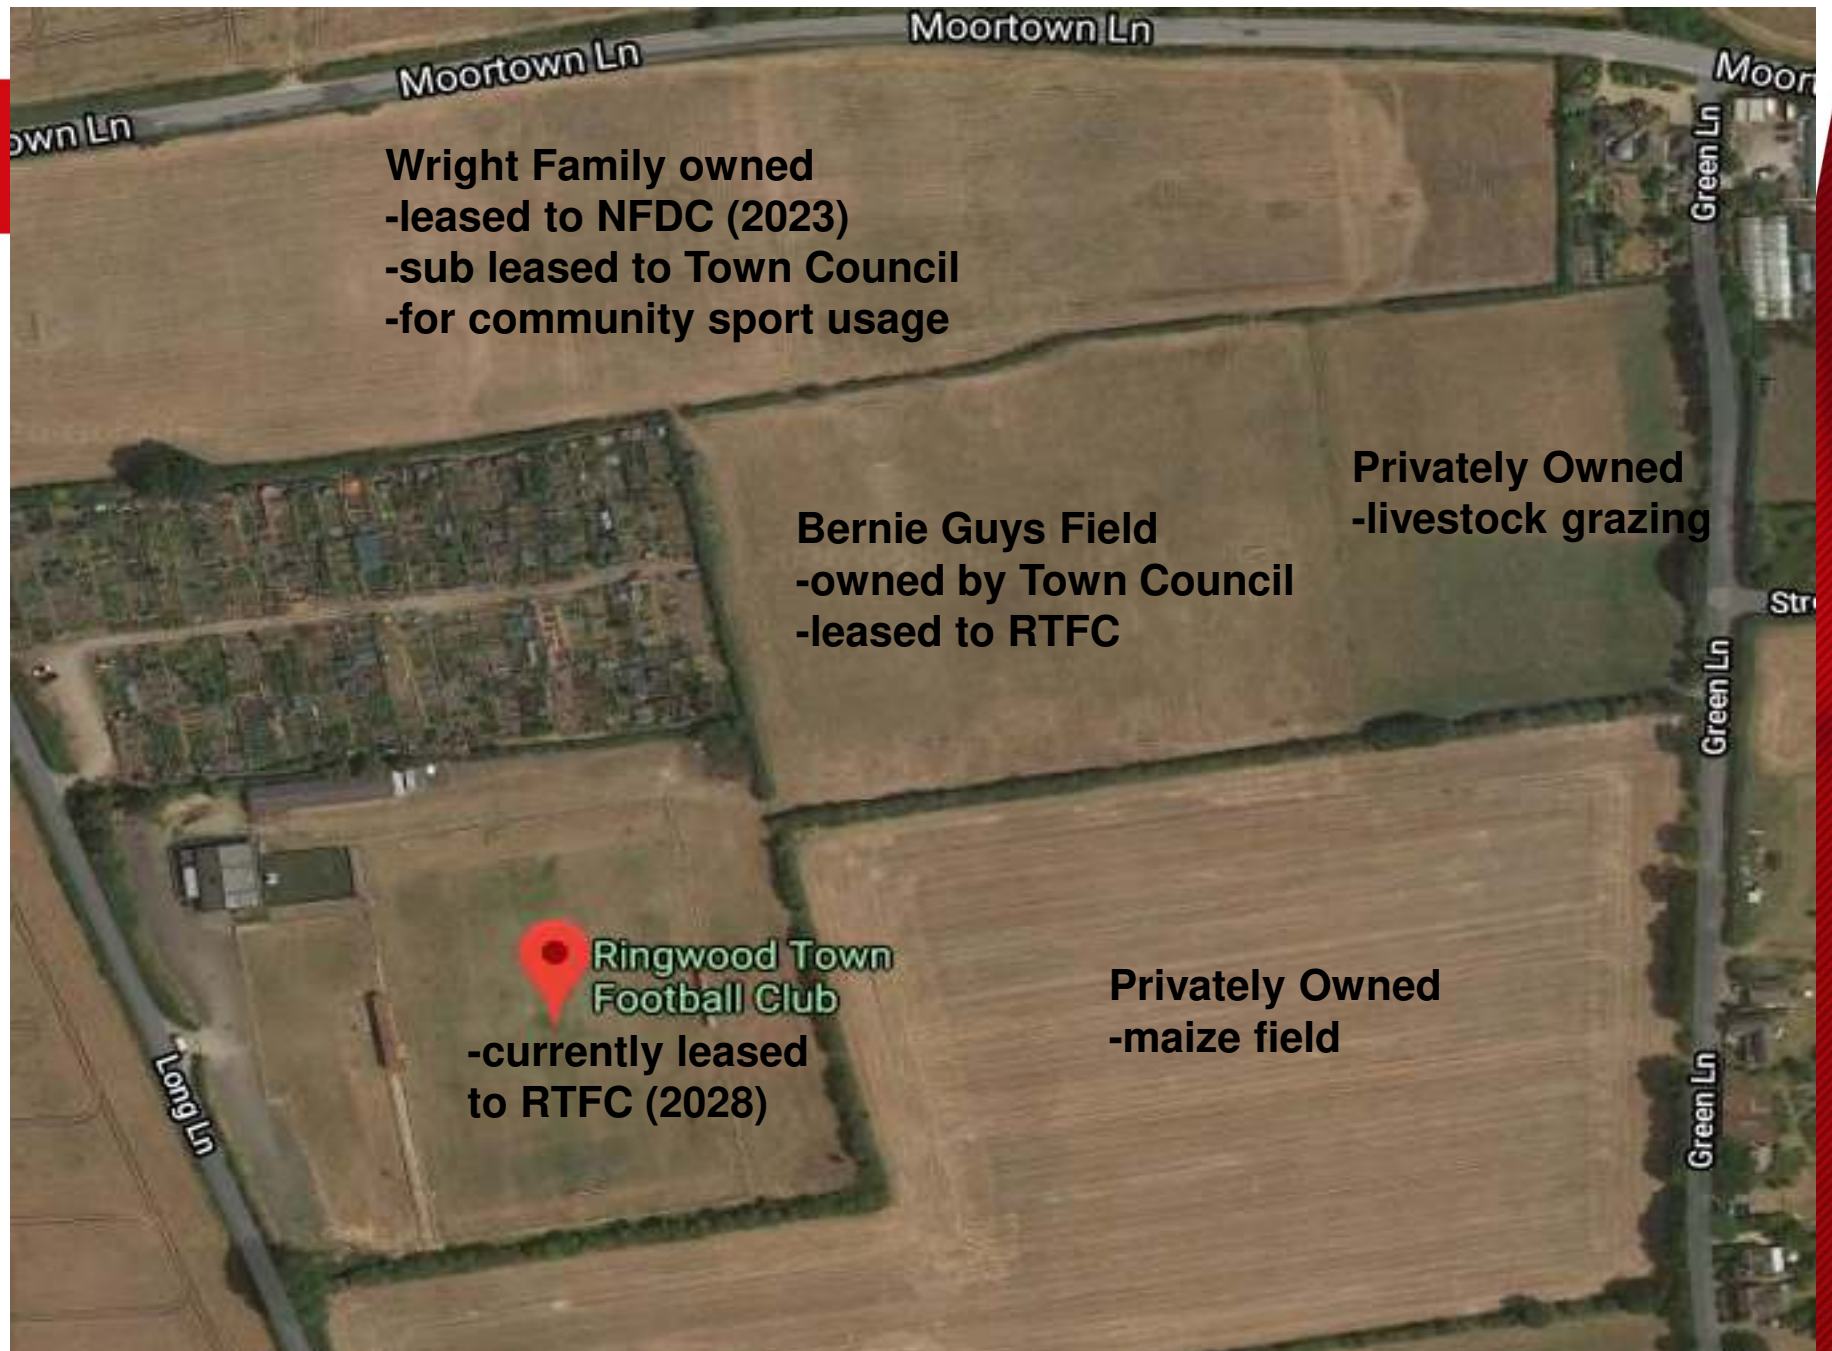 Moortown Ln
Moortown Ln
Moor
own Ln
Green Ln
Wright Family owned
-leased to NFDC (2023)
-sub leased to Town Council
-for community sport usage
Privately Owned
-livestock grazing
Bernie Guys Field
-owned by Town Council
-leased to RTFC
Str
Green Ln
Ringwood Town
Football Club
-currently leased
to RTFC (2028)
Privately Owned
-maize field
Long Ln
Green Ln